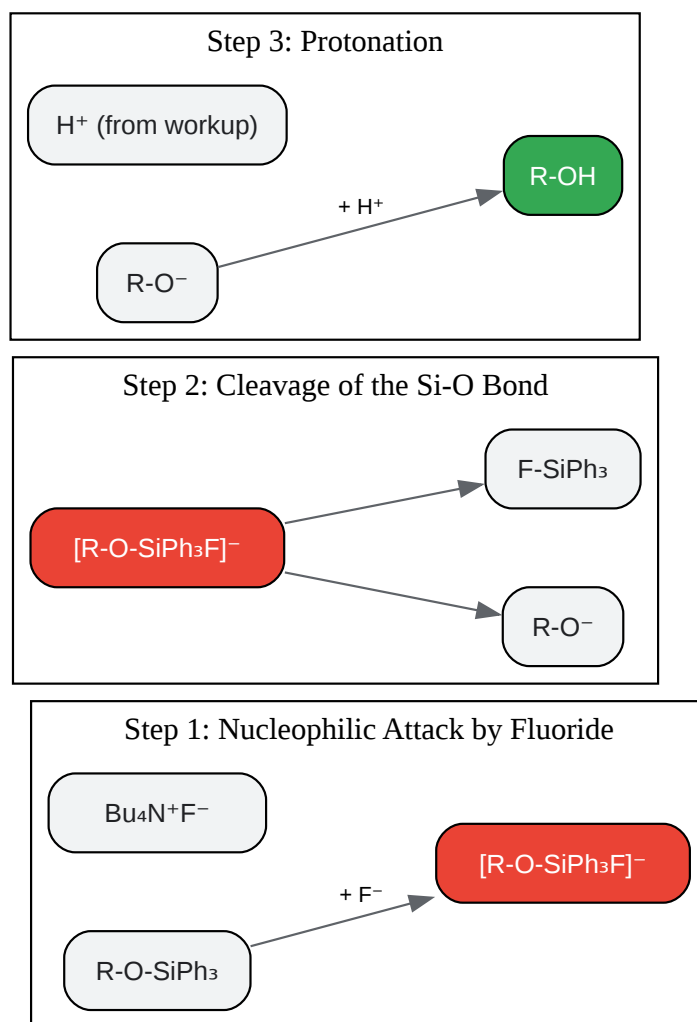 Step 3: Protonation
H⁺ (from workup)
R-OH
+ H⁺
R-O⁻
Step 2: Cleavage of the Si-O Bond
F-SiPh₃
[R-O-SiPh₃F]⁻
R-O⁻
Step 1: Nucleophilic Attack by Fluoride
Bu₄N⁺F⁻
[R-O-SiPh₃F]⁻
+ F⁻
R-O-SiPh₃